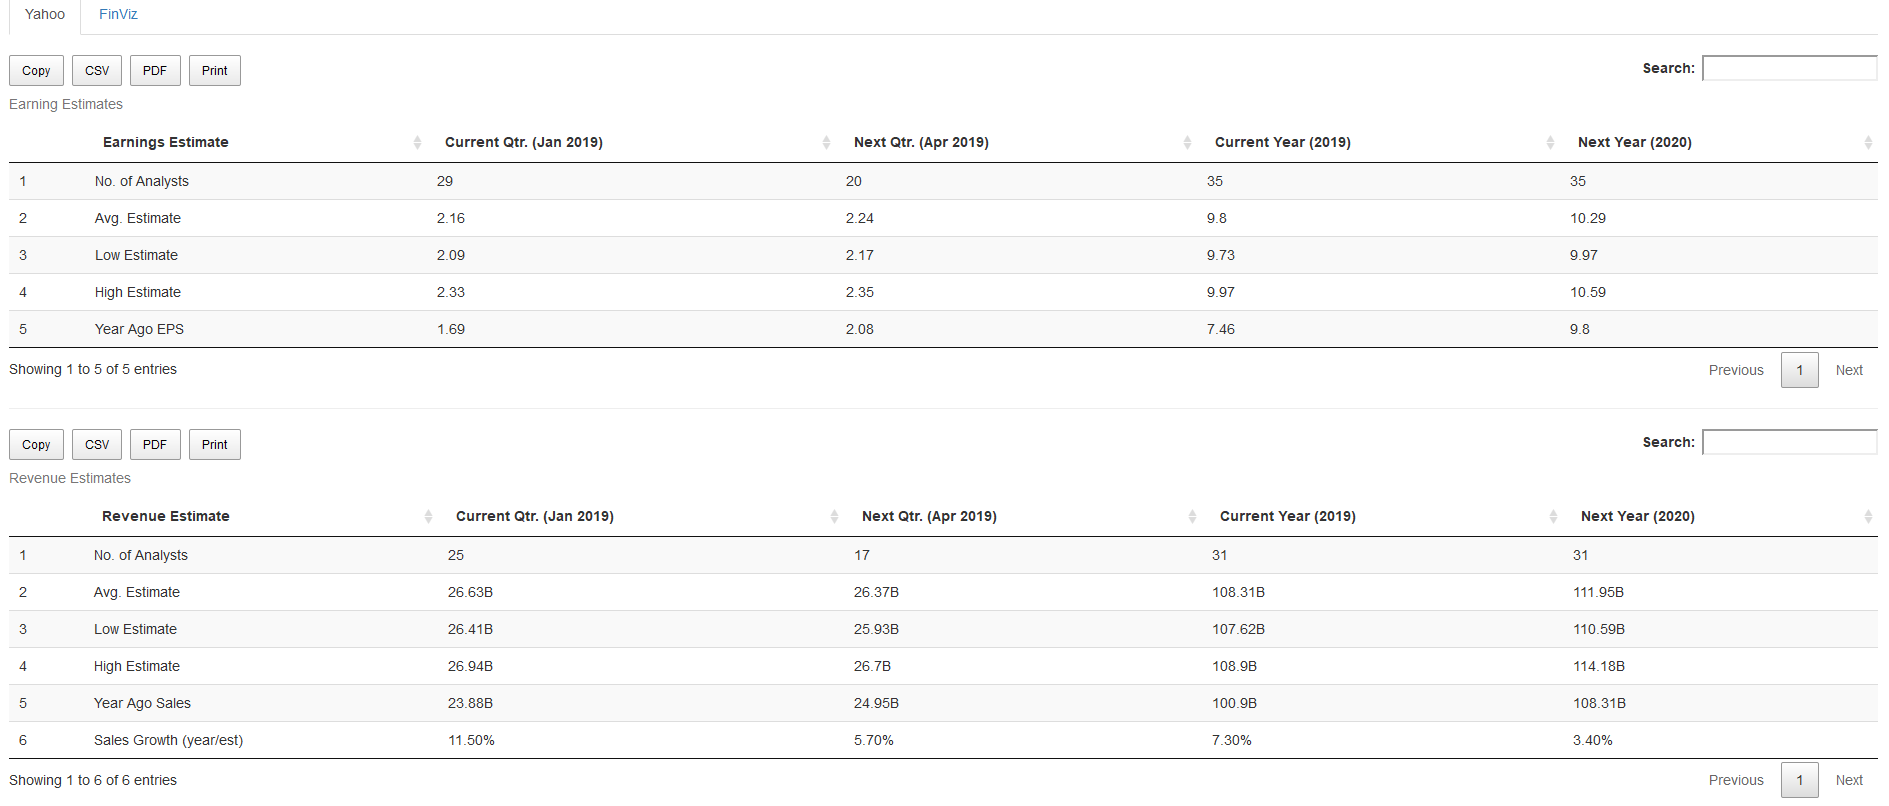 Yahoo FinViz
Copy CSV PDF Print Search:
Earning Estimates
Earnings Estimate Current Qtr. (Jan 2019) Next Qtr. (Apr 2019) Current Year (2019) Next Year (2020)
1 No. of Analysts 29 20 35 35
2 Avg. Estimate 2.16 2.24 9.8 10.29
3 Low Estimate 2.09 2.17 9.73 9.97
4 High Estimate 2.33 2.35 9.97 10.59
5 Year Ago EPS 1.69 2.08 7.46 9.8
Showing 1 to 5 of 5 entries Previous 1 Next
Copy CSV PDF Print Search:
Revenue Estimates
Revenue Estimate Current Qtr. (Jan 2019) Next Qtr. (Apr 2019) Current Year (2019) Next Year (2020)
1 No. of Analysts 25 17 31 31
2 Avg. Estimate 26.63B 26.37B 108.31B 111.95B
3 Low Estimate 26.41B 25.93B 107.62B 110.59B
4 High Estimate 26.94B 26.7B 108.9B 114.18B
5 Year Ago Sales 23.88B 24.95B 100.9B 108.31B
6 Sales Growth (year/est) 11.50% 5.70% 7.30% 3.40%
Showing 1 to 6 of 6 entries Previous 1 Next